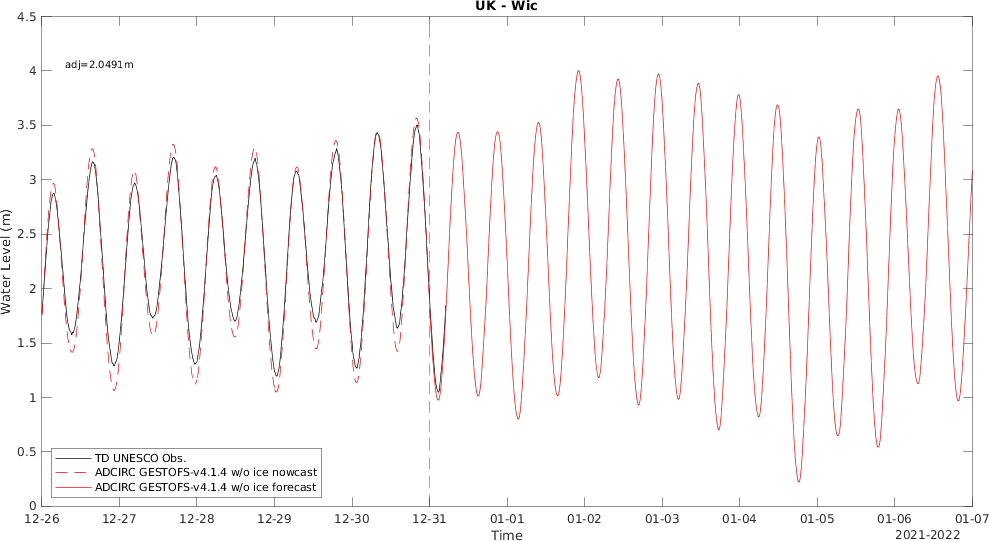 UK - Wic
4.5
4
3.5
3
2.5
2
1.5
1
0.5
0
Water Level (m)
adj=2.0491m
TD UNESCO Obs.
ADCIRC GESTOFS-v4.1.4 w/o ice nowcast
ADCIRC GESTOFS-v4.1.4 w/o ice forecast
12-26 12-27 12-28 12-29 12-30 12-31 01-01 01-02 01-03 01-04 01-05 01-06 01-07
Time
2021-2022